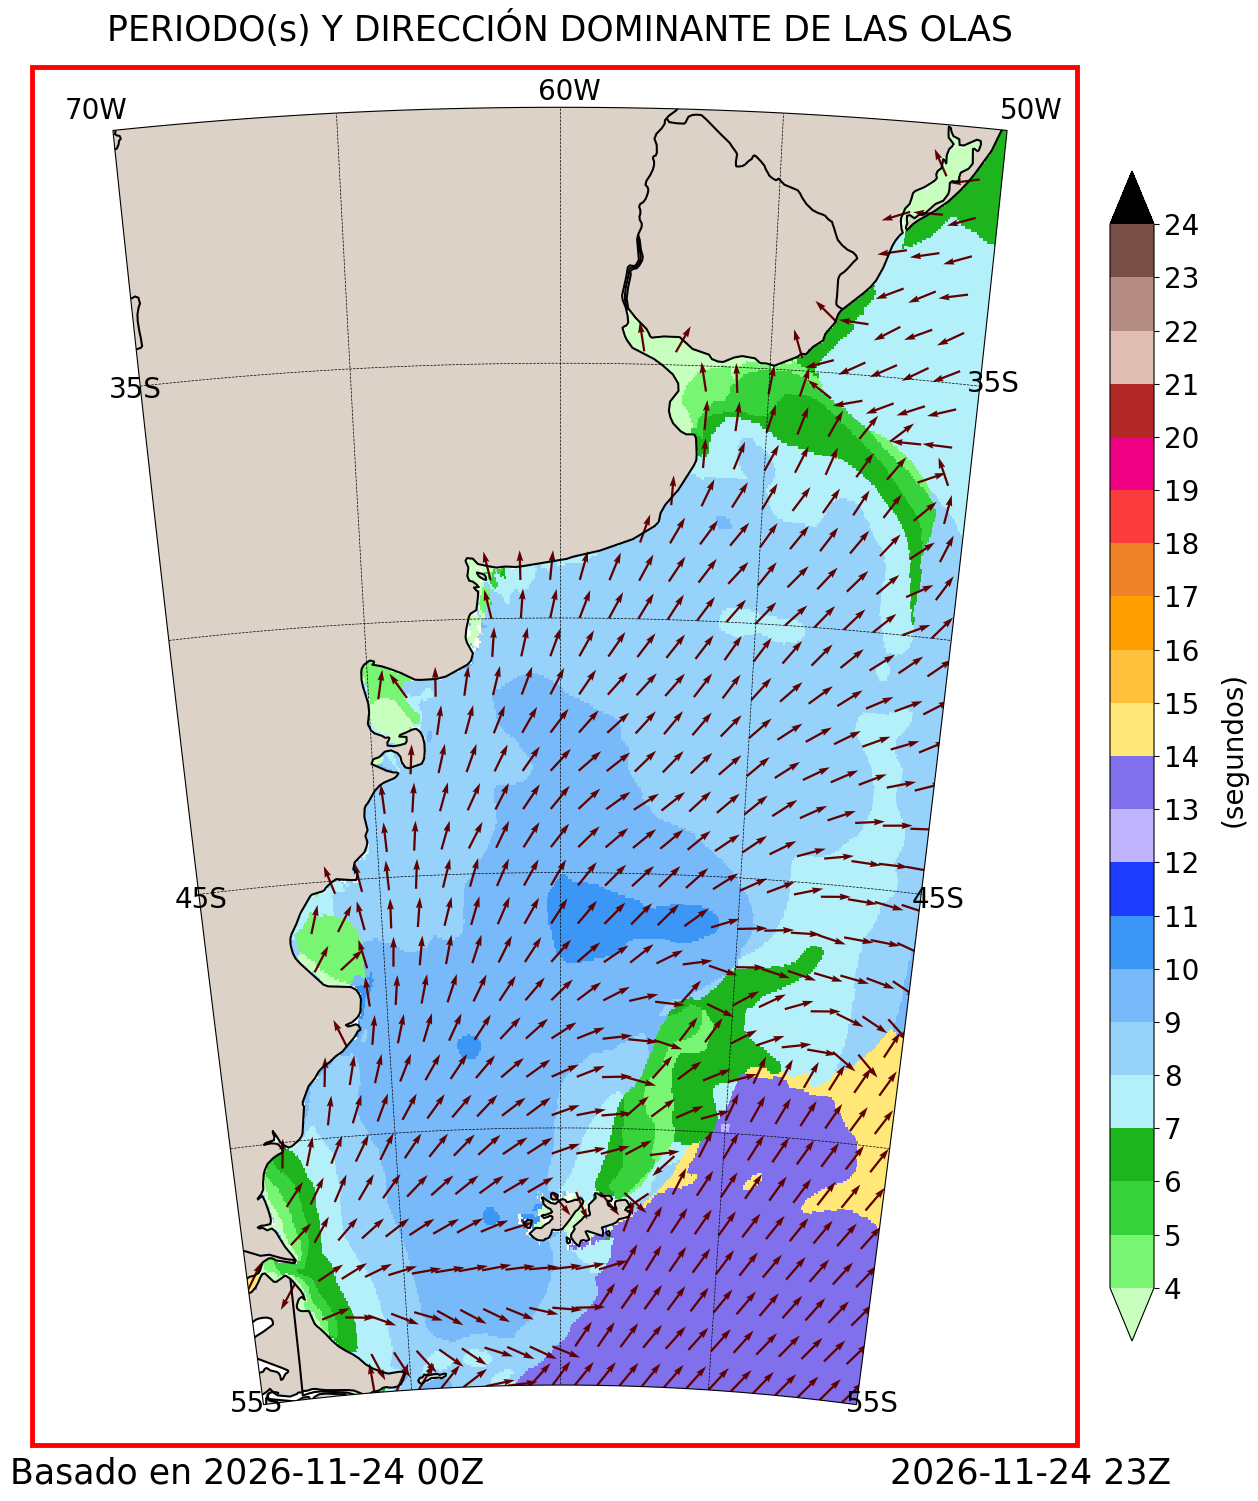 PERIODO(s) Y DIRECCIÓN DOMINANTE DE LAS OLAS
70W
60W
50W
35S
35S
45S
45S
55S
55S
24
23
22
21
20
19
18
17
16
15
14
13
12
11
10
9
8
7
6
5
4
(segundos)
Basado en 2026-11-24 00Z
2026-11-24 23Z